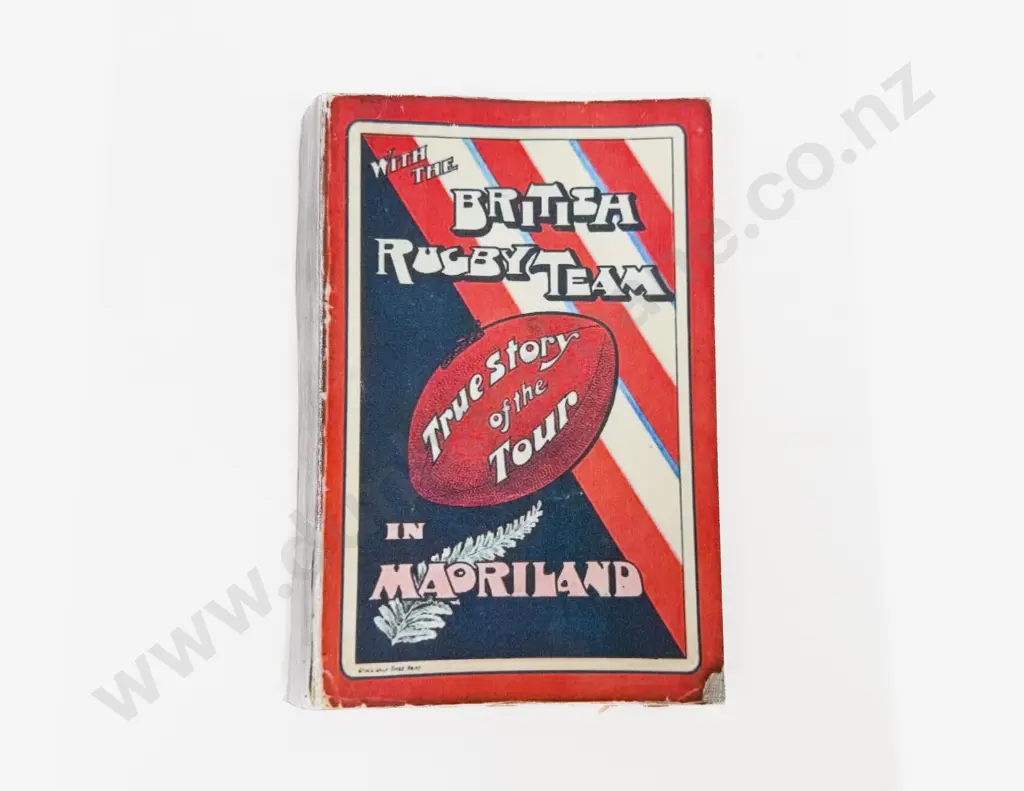 WITH
THE
BRITISH
RUGBY TEAM
True Story
of the
Tour
IN
MAORILAND